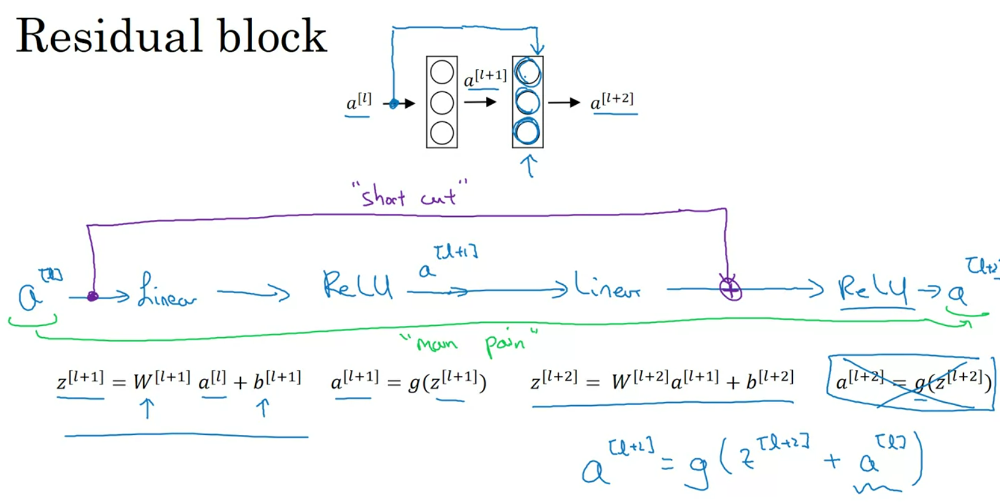 Residual block
a[l] a[l+1] a[l+2]
"short cut"
a[l] Linear ReLU a[l+1] Linear + ReLU a[l+2]
"main pain"
z[l+1] = W[l+1] a[l] + b[l+1] a[l+1] = g(z[l+1]) z[l+2] = W[l+2]a[l+1] + b[l+2] a[l+2] = g(z[l+2])
a[l+2] = g(z[l+2] + a[l])